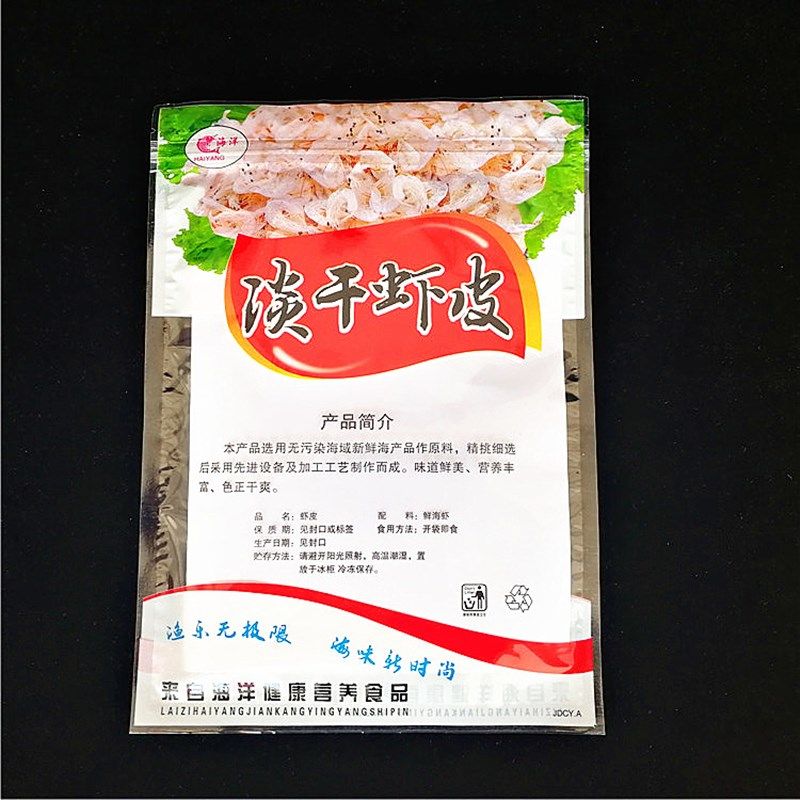 海洋
HAIYANG
淡干虾皮
产品简介
本产品选用无污染海域新鲜海产品作原料，精挑细选
后采用先进设备及加工工艺制作而成。味道鲜美、营养丰
富、色正干爽。
品 名：虾皮 配 料：鲜海虾
保 质 期：见封口或标签 食用方法：开袋即食
生产日期：见封口
贮存方法：请避开阳光照射，高温潮湿，置
放于冰柜 冷冻保存。
渔乐无极限
海味新时尚
来自海洋健康营养食品
LAIZIHAIYANGJIANKANGYINGYANGSHIPIN
JDCY.A